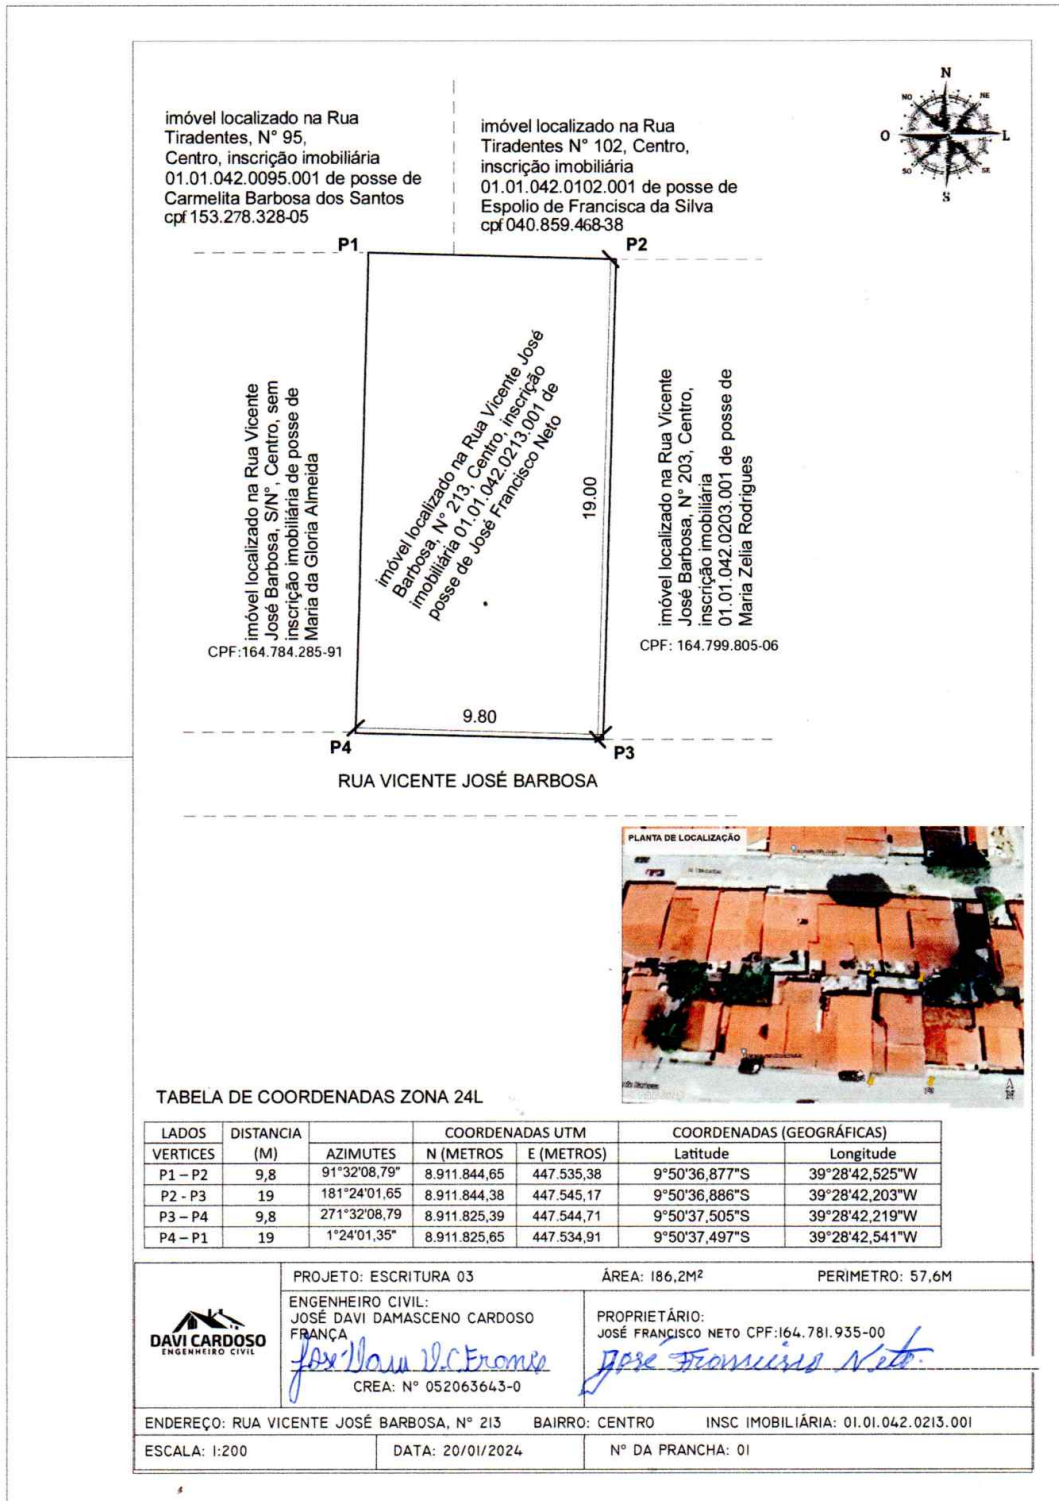 N
NO
NE
O
L
SO
SE
S
imóvel localizado na Rua
Tiradentes, N° 95,
Centro, inscrição imobiliária
01.01.042.0095.001 de posse de
Carmelita Barbosa dos Santos
cpf 153.278.328-05
imóvel localizado na Rua
Tiradentes N° 102, Centro,
inscrição imobiliária
01.01.042.0102.001 de posse de
Espolio de Francisca da Silva
cpf 040.859.468-38
P1
P2
imóvel localizado na Rua Vicente
José Barbosa, S/N°, Centro, sem
inscrição imobiliária de posse de
Maria da Gloria Almeida
CPF:164.784.285-91
imóvel localizado na Rua Vicente José
Barbosa, N° 213, Centro, inscrição
imobiliária 01.01.042.0213.001 de
posse de José Francisco Neto
19.00
imóvel localizado na Rua Vicente
José Barbosa, N° 203, Centro,
inscrição imobiliária
01.01.042.0203.001 de posse de
Maria Zelia Rodrigues
CPF: 164.799.805-06
9.80
P4
P3
RUA VICENTE JOSÉ BARBOSA
PLANTA DE LOCALIZAÇÃO
TABELA DE COORDENADAS ZONA 24L
LADOS DISTANCIA COORDENADAS UTM COORDENADAS (GEOGRÁFICAS)
VERTICES (M) AZIMUTES N (METROS E (METROS) Latitude Longitude
P1 – P2 9,8 91°32'08,79" 8.911.844,65 447.535,38 9°50'36,877"S 39°28'42,525"W
P2 - P3 19 181°24'01,65 8.911.844,38 447.545,17 9°50'36,886"S 39°28'42,203"W
P3 – P4 9,8 271°32'08,79 8.911.825,39 447.544,71 9°50'37,505"S 39°28'42,219"W
P4 – P1 19 1°24'01,35" 8.911.825,65 447.534,91 9°50'37,497"S 39°28'42,541"W
DAVI CARDOSO
ENGENHEIRO CIVIL
PROJETO: ESCRITURA 03 ÁREA: 186,2M² PERIMETRO: 57,6M
ENGENHEIRO CIVIL:
JOSÉ DAVI DAMASCENO CARDOSO
FRANÇA
José Davi D.C França
CREA: N° 052063643-0
PROPRIETÁRIO:
JOSÉ FRANCISCO NETO CPF:164.781.935-00
José Francisco Neto.
ENDEREÇO: RUA VICENTE JOSÉ BARBOSA, N° 213 BAIRRO: CENTRO INSC IMOBILIÁRIA: 01.01.042.0213.001
ESCALA: 1:200 DATA: 20/01/2024 N° DA PRANCHA: 01